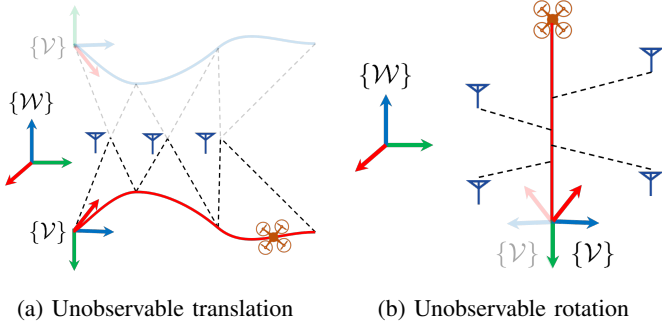 {𝒱}
{𝒲}
{𝒱}
(a) Unobservable translation
{𝒲}
{𝒱} {𝒱}
(b) Unobservable rotation